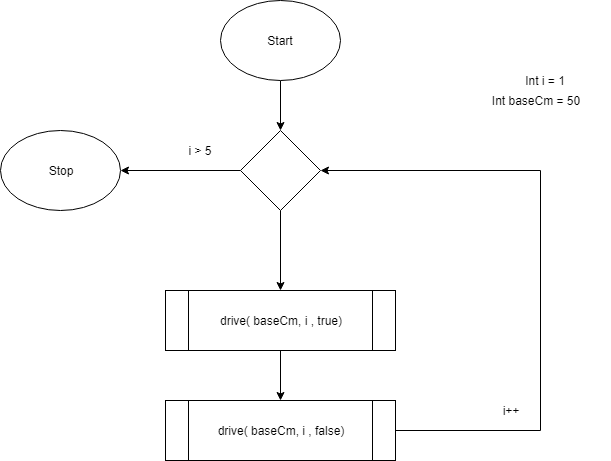 Start
Int i = 1
Int baseCm = 50
i > 5
Stop
drive( baseCm, i , true)
drive( baseCm, i , false)
i++